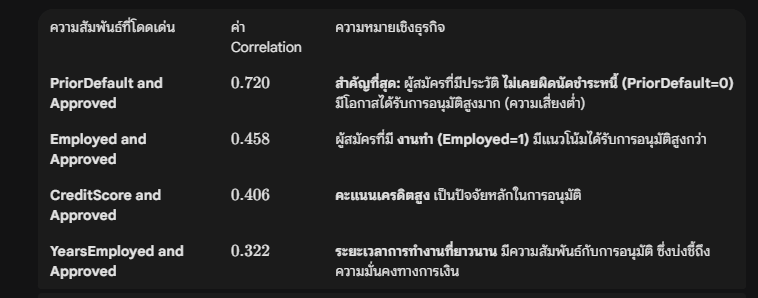 ความสัมพันธ์ที่โดดเด่น ค่า Correlation ความหมายเชิงธุรกิจ
PriorDefault and Approved 0.720 สำคัญที่สุด: ผู้สมัครที่มีประวัติ ไม่เคยผิดนัดชำระหนี้ (PriorDefault=0)
มีโอกาสได้รับการอนุมัติสูงมาก (ความเสี่ยงต่ำ)
Employed and Approved 0.458 ผู้สมัครที่มี งานทำ (Employed=1) มีแนวโน้มได้รับการอนุมัติสูงกว่า
CreditScore and Approved 0.406 คะแนนเครดิตสูง เป็นปัจจัยหลักในการอนุมัติ
YearsEmployed and Approved 0.322 ระยะเวลาการทำงานที่ยาวนาน มีความสัมพันธ์กับการอนุมัติ ซึ่งบ่งชี้ถึง
ความมั่นคงทางการเงิน